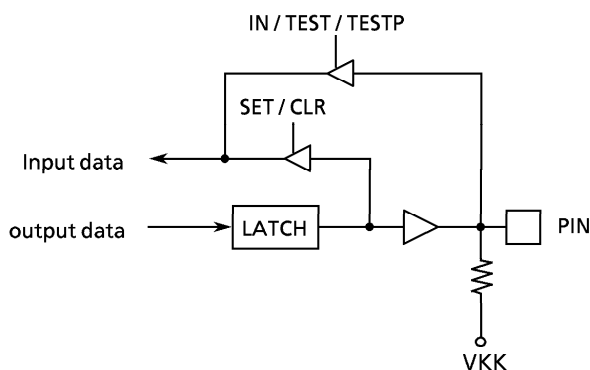 IN / TEST / TESTP
SET / CLR
Input data
output data
LATCH
PIN
VKK